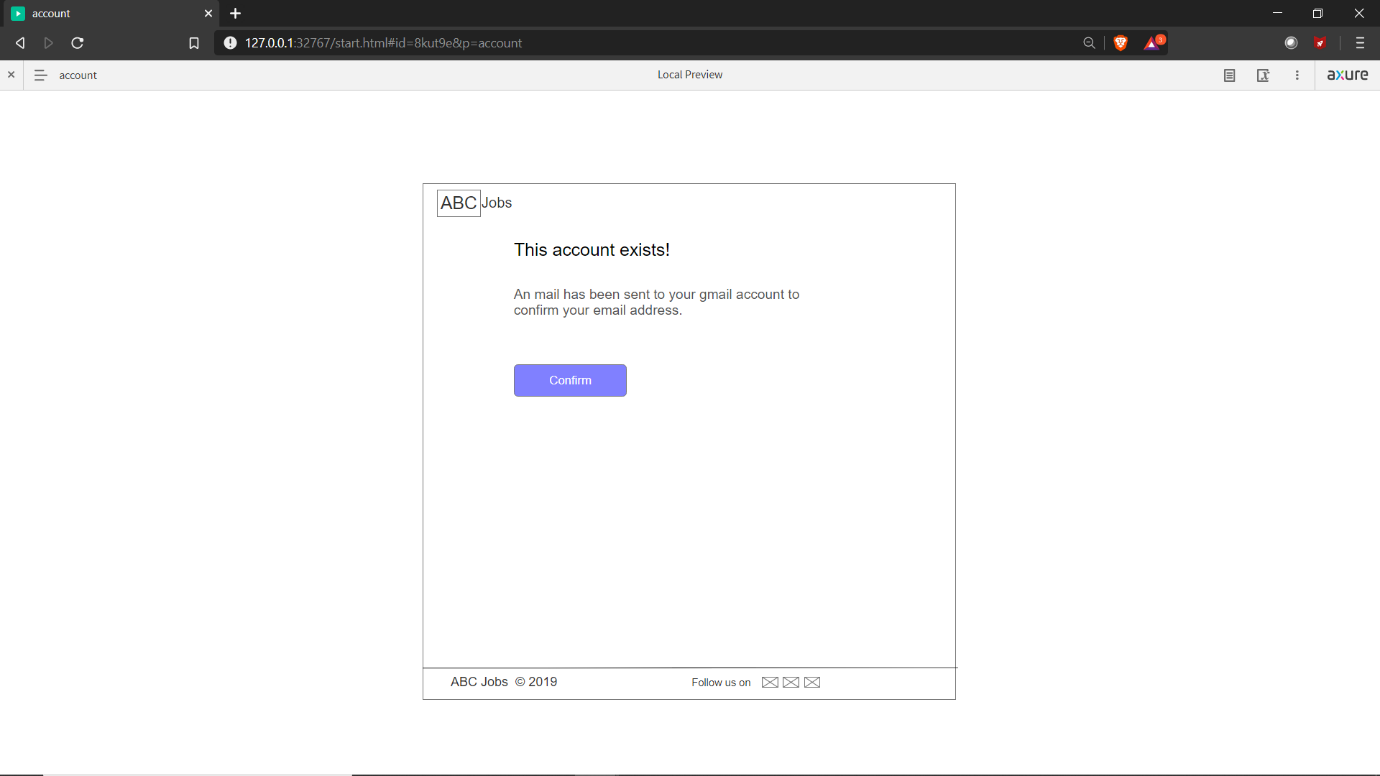 account
127.0.0.1:32767/start.html#id=8kut9e&p=account
3
account
Local Preview
axure
ABC Jobs
This account exists!
An mail has been sent to your gmail account to
confirm your email address.
Confirm
ABC Jobs © 2019
Follow us on